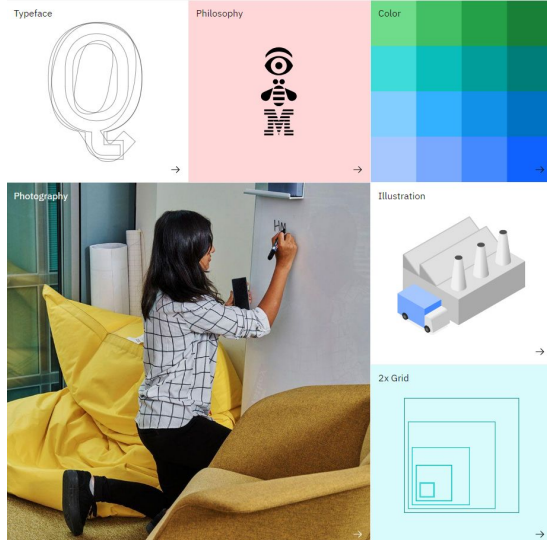 Typeface
Q
Philosophy
M
Color
Photography
Illustration
2x Grid